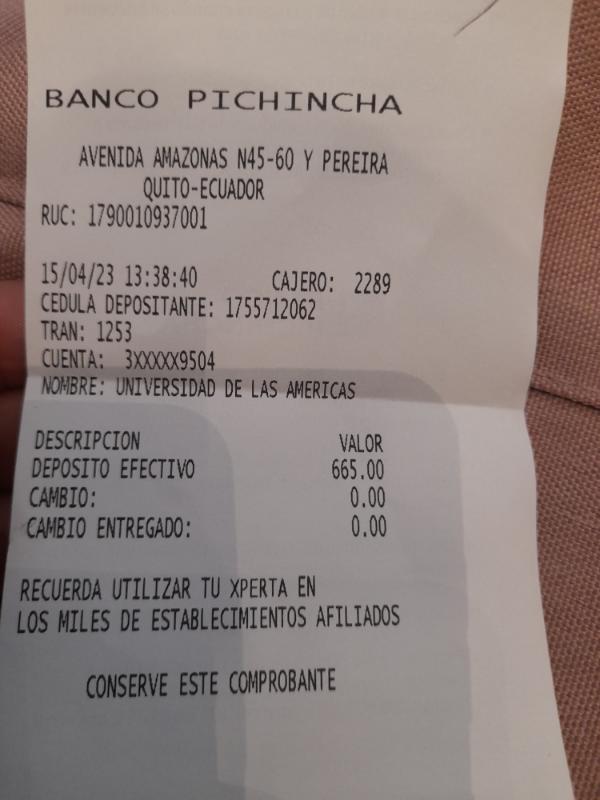 BANCO PICHINCHA
AVENIDA AMAZONAS N45-60 Y PEREIRA
QUITO-ECUADOR
RUC: 1790010937001
15/04/23 13:38:40 CAJERO: 2289
CEDULA DEPOSITANTE: 1755712062
TRAN: 1253
CUENTA: 3XXXXX9504
NOMBRE: UNIVERSIDAD DE LAS AMERICAS
DESCRIPCION VALOR
DEPOSITO EFECTIVO 665.00
CAMBIO: 0.00
CAMBIO ENTREGADO: 0.00
RECUERDA UTILIZAR TU XPERTA EN
LOS MILES DE ESTABLECIMIENTOS AFILIADOS
CONSERVE ESTE COMPROBANTE